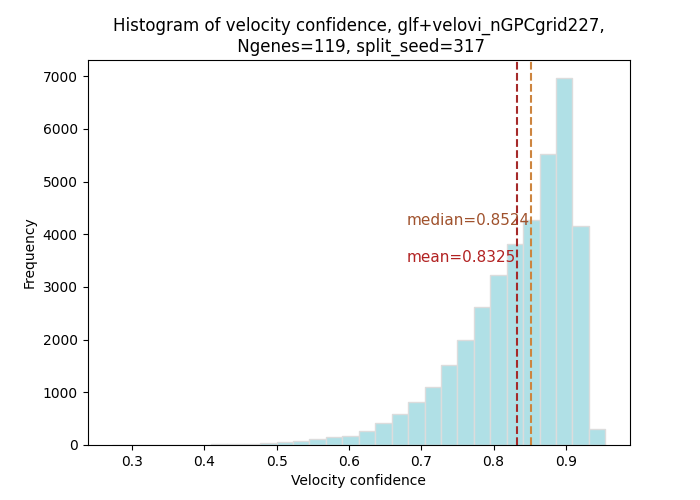 Histogram of velocity confidence, glf+velovi_nGPCgrid227,
Ngenes=119, split_seed=317
7000
6000
5000
median=0.8524
4000
mean=0.8325
3000
2000
1000
0
Frequency
0.3 0.4 0.5 0.6 0.7 0.8 0.9
Velocity confidence